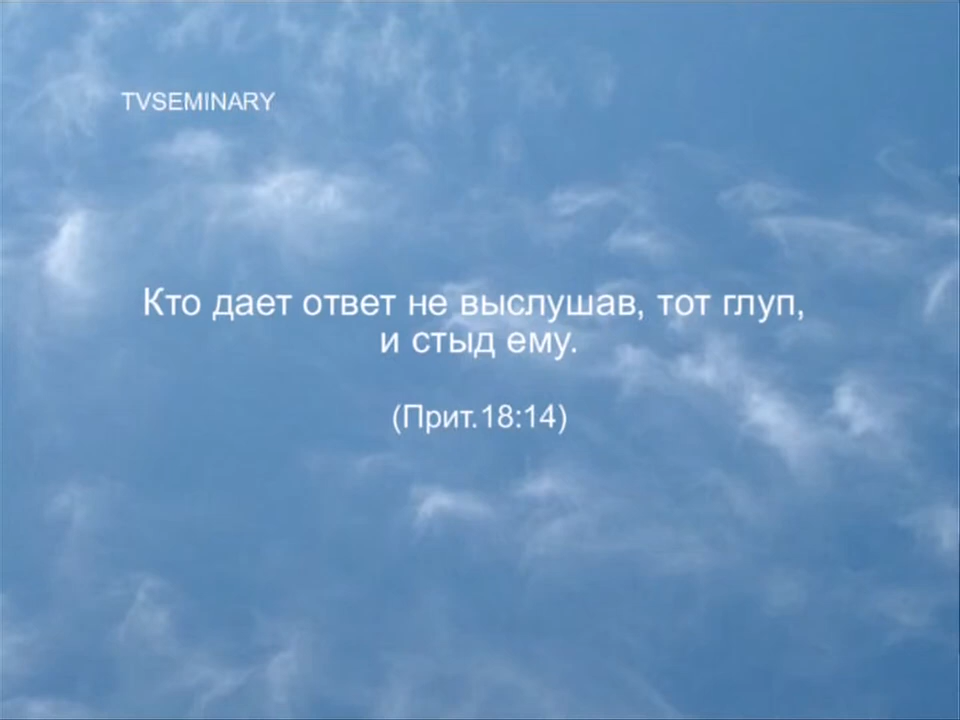 TVSEMINARY
Кто дает ответ не выслушав, тот глуп,
и стыд ему.
(Прит.18:14)